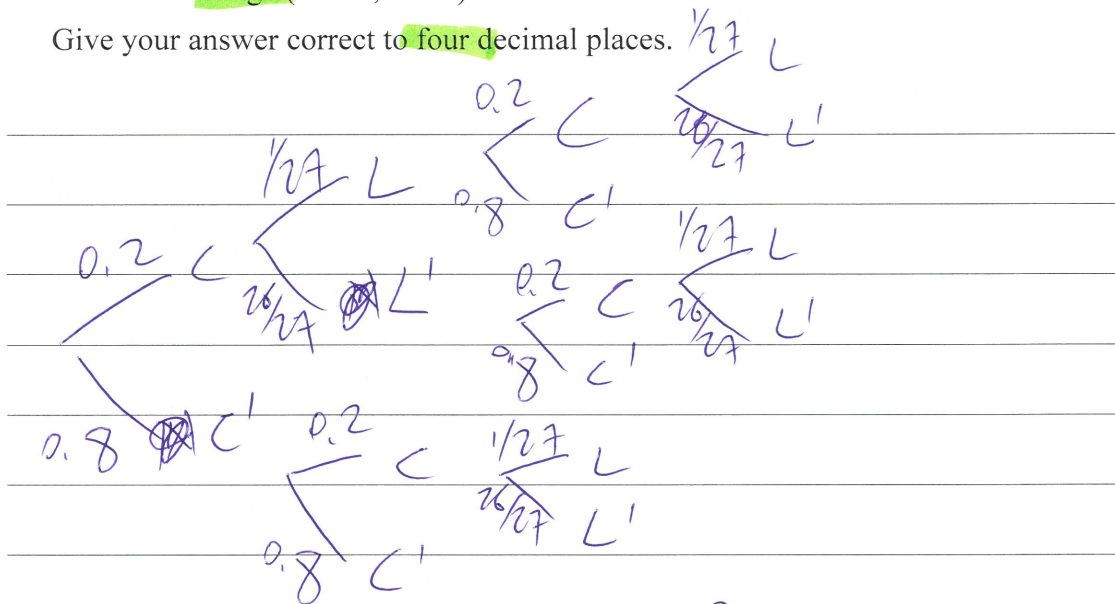 Give your answer correct to four decimal places.
1/27 L
0.2 C
26/27 L'
1/27 L
0.8 C'
0.2 C
1/27 L
26/27 L'
0.2 C
26/27 L'
0.8 C'
0.8 C'
0.2 C
1/27 L
26/27 L'
0.8 C'